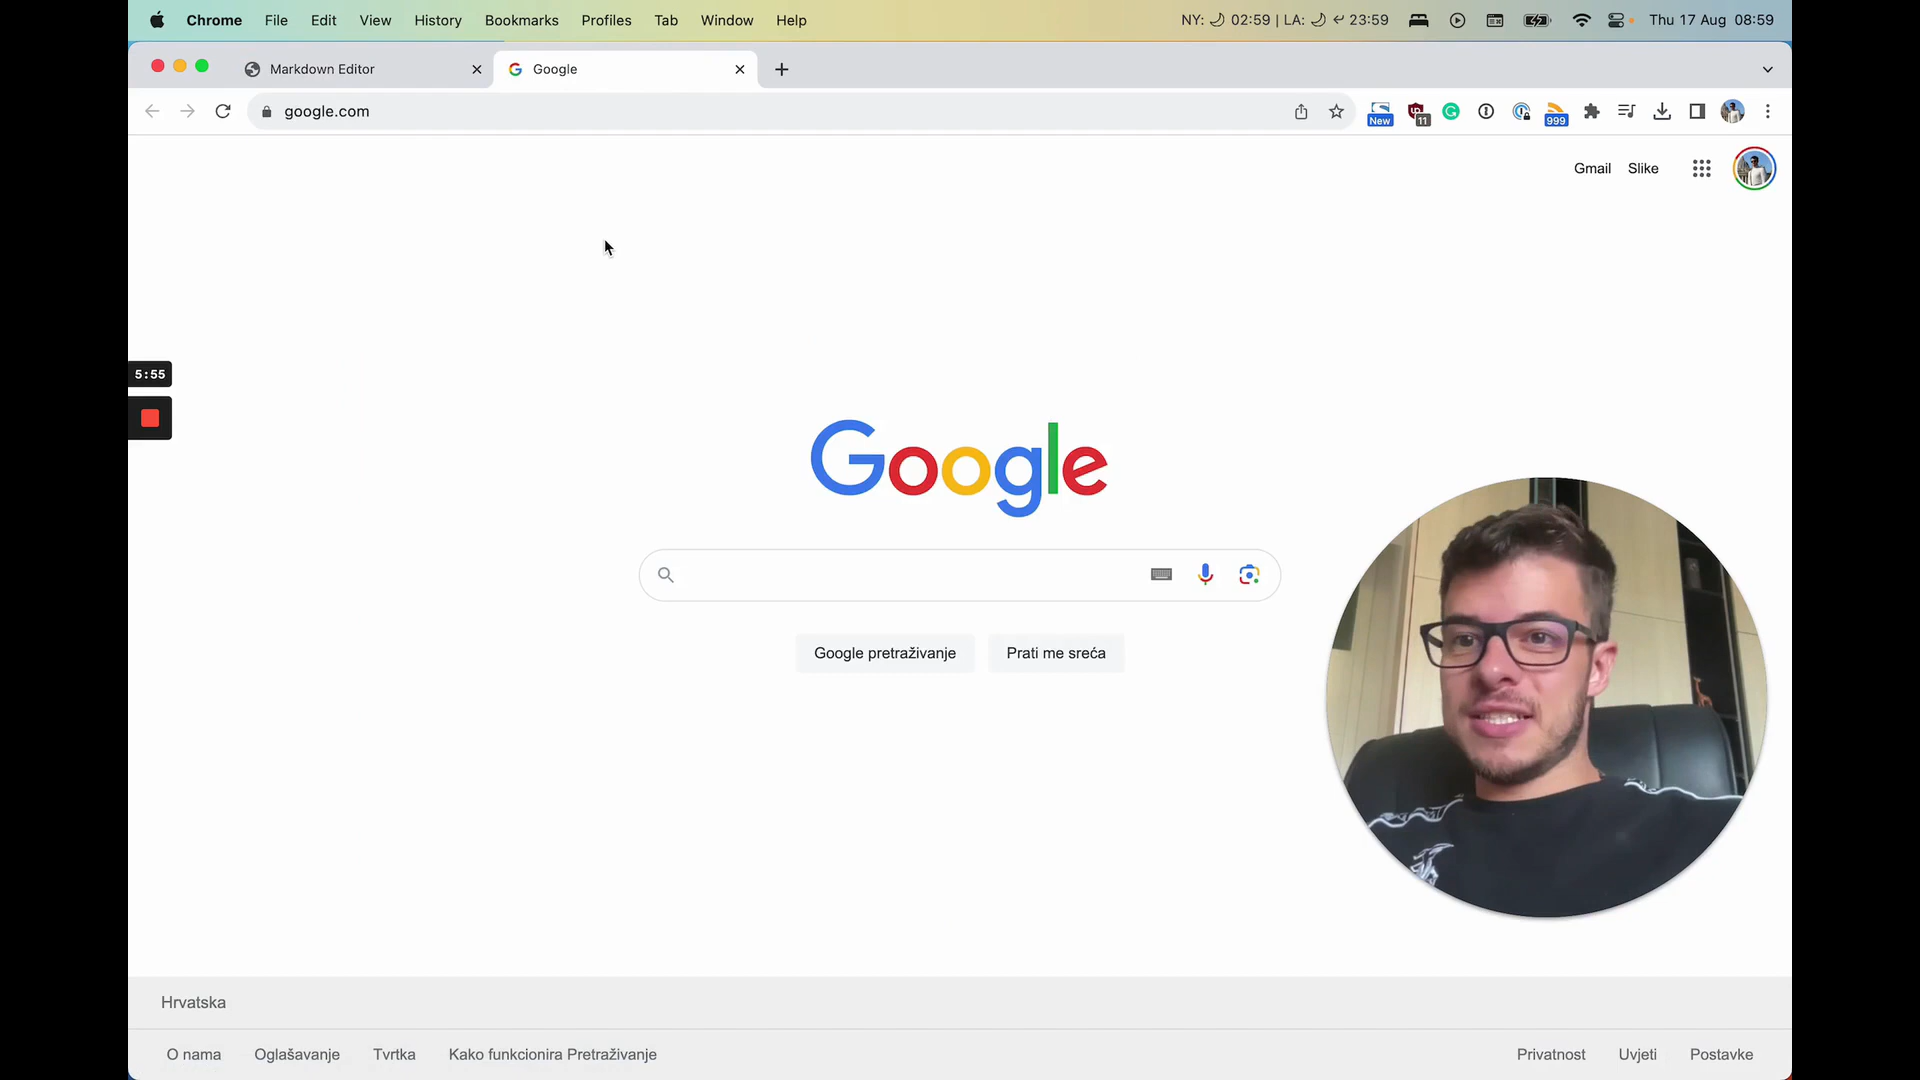 Chrome File Edit View History Bookmarks Profiles Tab Window Help NY: 02:59 | LA: 23:59 Thu 17 Aug 08:59
Markdown Editor Google
google.com New 11 999
Gmail Slike
5:55
Google
Google pretraživanje Prati me sreća
Hrvatska
O nama Oglašavanje Tvrtka Kako funkcionira Pretraživanje Privatnost Uvjeti Postavke